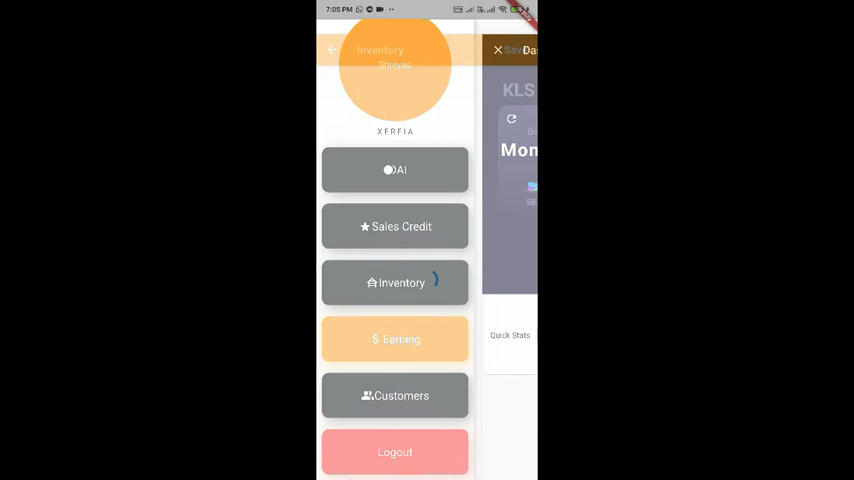 7:05 PM
Inventory
Save
Das
Shreyas
XERFIA
KLS
Mon
AI
SE
Sales Credit
Inventory
$ Earning
Quick Stats
Customers
Logout